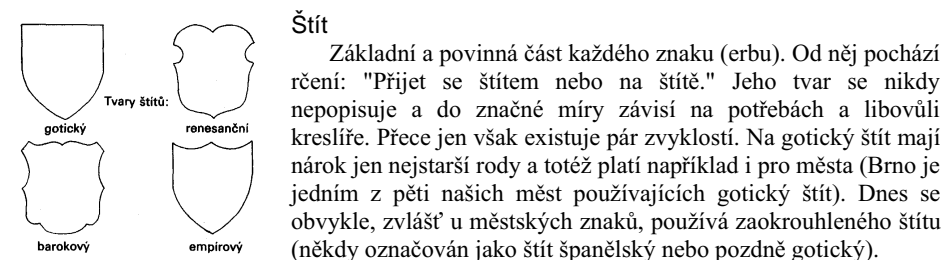 Tvary štítů:
gotický
renesanční
barokový
empírový
Štít
Základní a povinná část každého znaku (erbu). Od něj pochází
rčení: "Přijet se štítem nebo na štítě." Jeho tvar se nikdy
nepopisuje a do značné míry závisí na potřebách a libovůli
kreslíře. Přece jen však existuje pár zvyklostí. Na gotický štít mají
nárok jen nejstarší rody a totéž platí například i pro města (Brno je
jedním z pěti našich měst používajících gotický štít). Dnes se
obvykle, zvlášť u městských znaků, používá zaokrouhleného štítu
(někdy označován jako štít španělský nebo pozdně gotický).